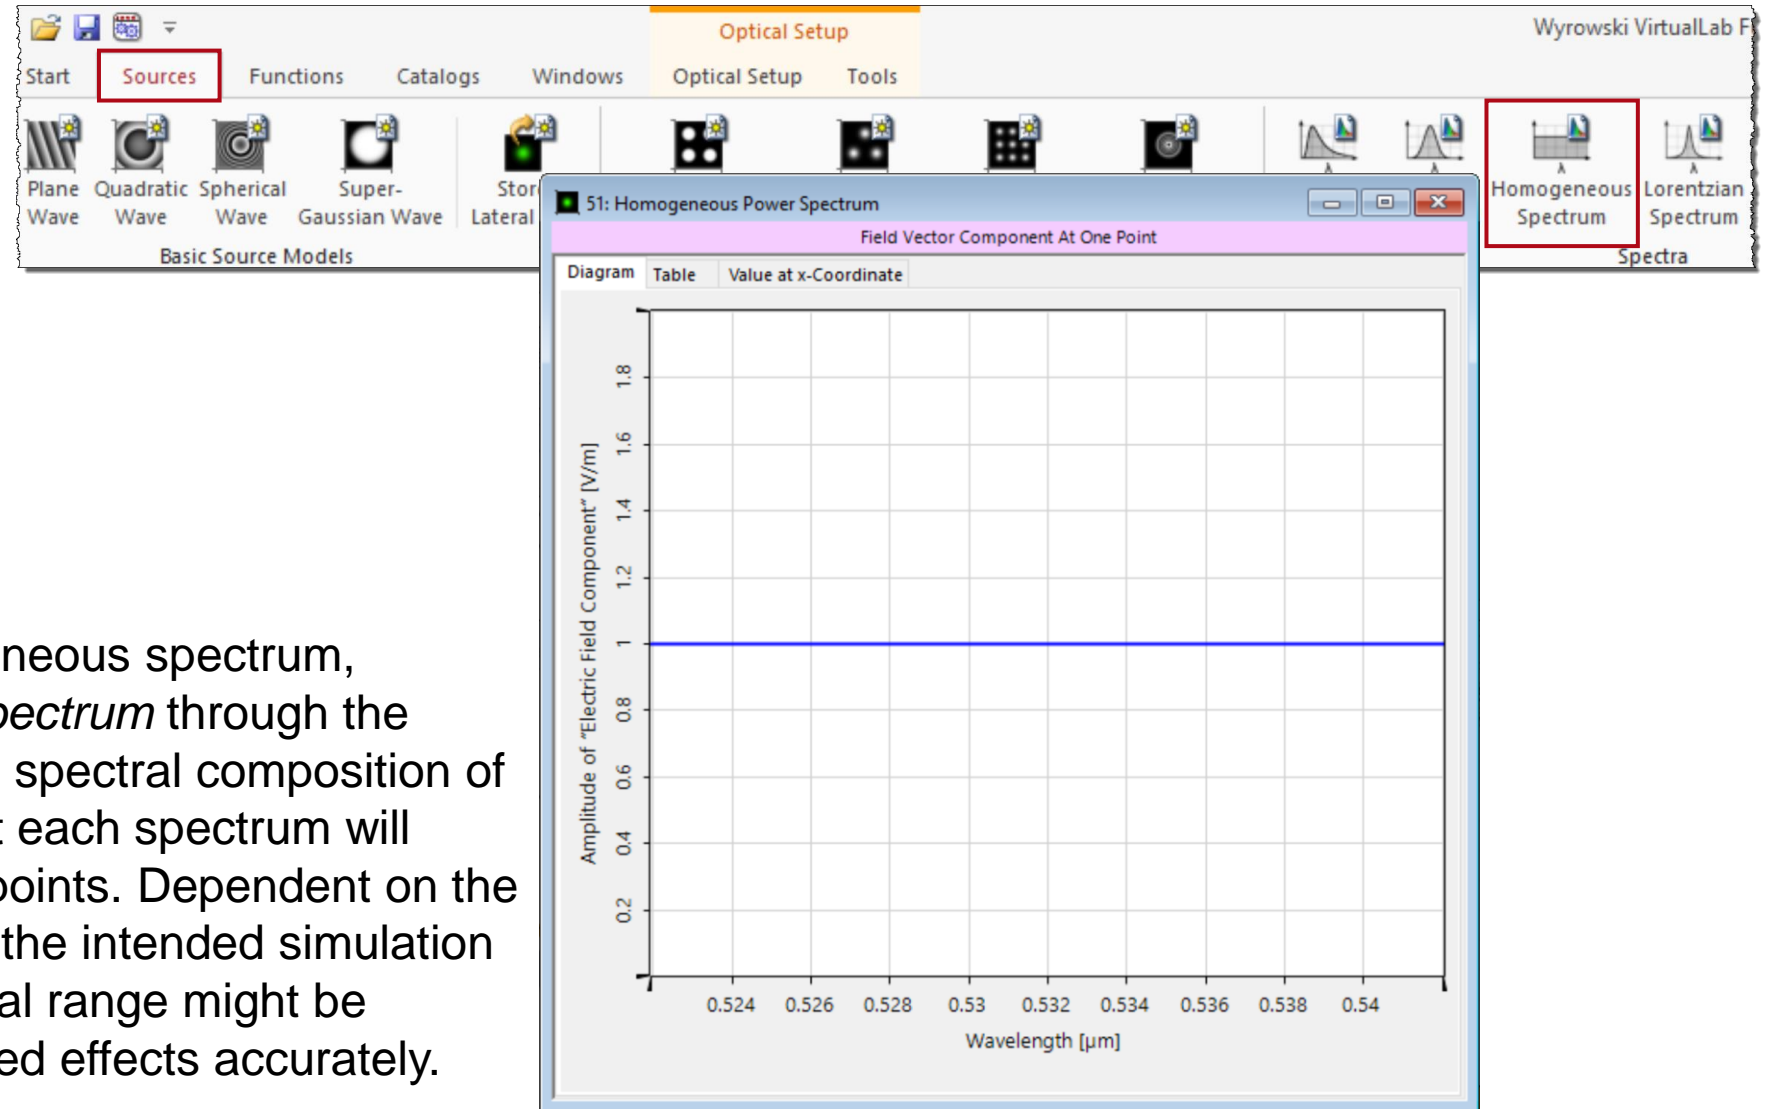 Optical Setup
Wyrowski VirtualLab F
Start Sources Functions Catalogs Windows Optical Setup Tools
Plane Wave
Quadratic Wave
Spherical Wave
Super-
Gaussian Wave
Stor
Lateral
Homogeneous Spectrum
Lorentzian Spectrum
Basic Source Models
Spectra
51: Homogeneous Power Spectrum
Field Vector Component At One Point
Diagram Table Value at x-Coordinate
Amplitude of "Electric Field Component" [V/m]
1.8
1.6
1.4
1.2
1
0.8
0.6
0.4
0.2
0.524 0.526 0.528 0.53 0.532 0.534 0.536 0.538 0.54
Wavelength [µm]
neous spectrum,
pectrum through the
spectral composition of
t each spectrum will
points. Dependent on the
the intended simulation
al range might be
ed effects accurately.